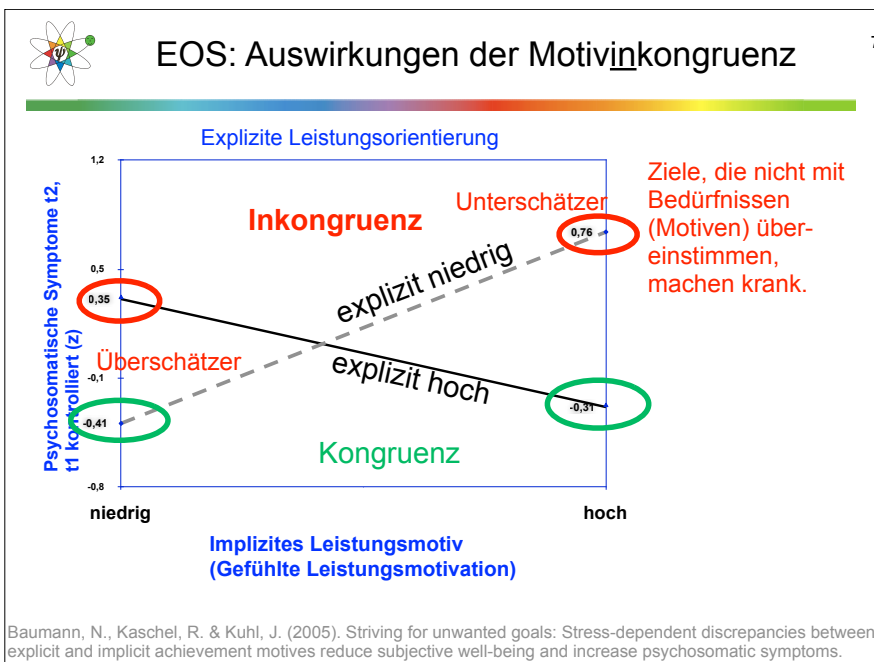 EOS: Auswirkungen der Motivinkongruenz
Explizite Leistungsorientierung
1,2
0,5
-0,1
-0,8
Psychosomatische Symptome t2,
t1 kontrolliert (z)
Inkongruenz
Unterschätzer
0,76
explizit niedrig
0,35
Überschätzer
explizit hoch
-0,41
-0,31
Kongruenz
niedrig
hoch
Implizites Leistungsmotiv
(Gefühlte Leistungsmotivation)
Ziele, die nicht mit
Bedürfnissen
(Motiven) über-
einstimmen,
machen krank.
Baumann, N., Kaschel, R. & Kuhl, J. (2005). Striving for unwanted goals: Stress-dependent discrepancies between
explicit and implicit achievement motives reduce subjective well-being and increase psychosomatic symptoms.